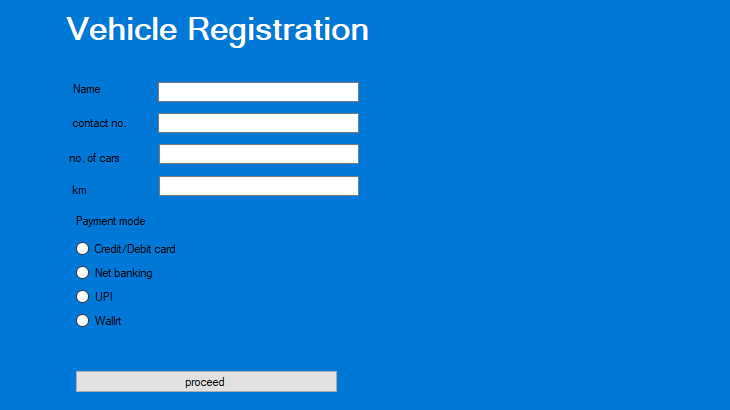 Vehicle Registration
Name
contact no.
no. of cars
km
Payment mode
Credit/Debit card
Net banking
UPI
Wallrt
proceed